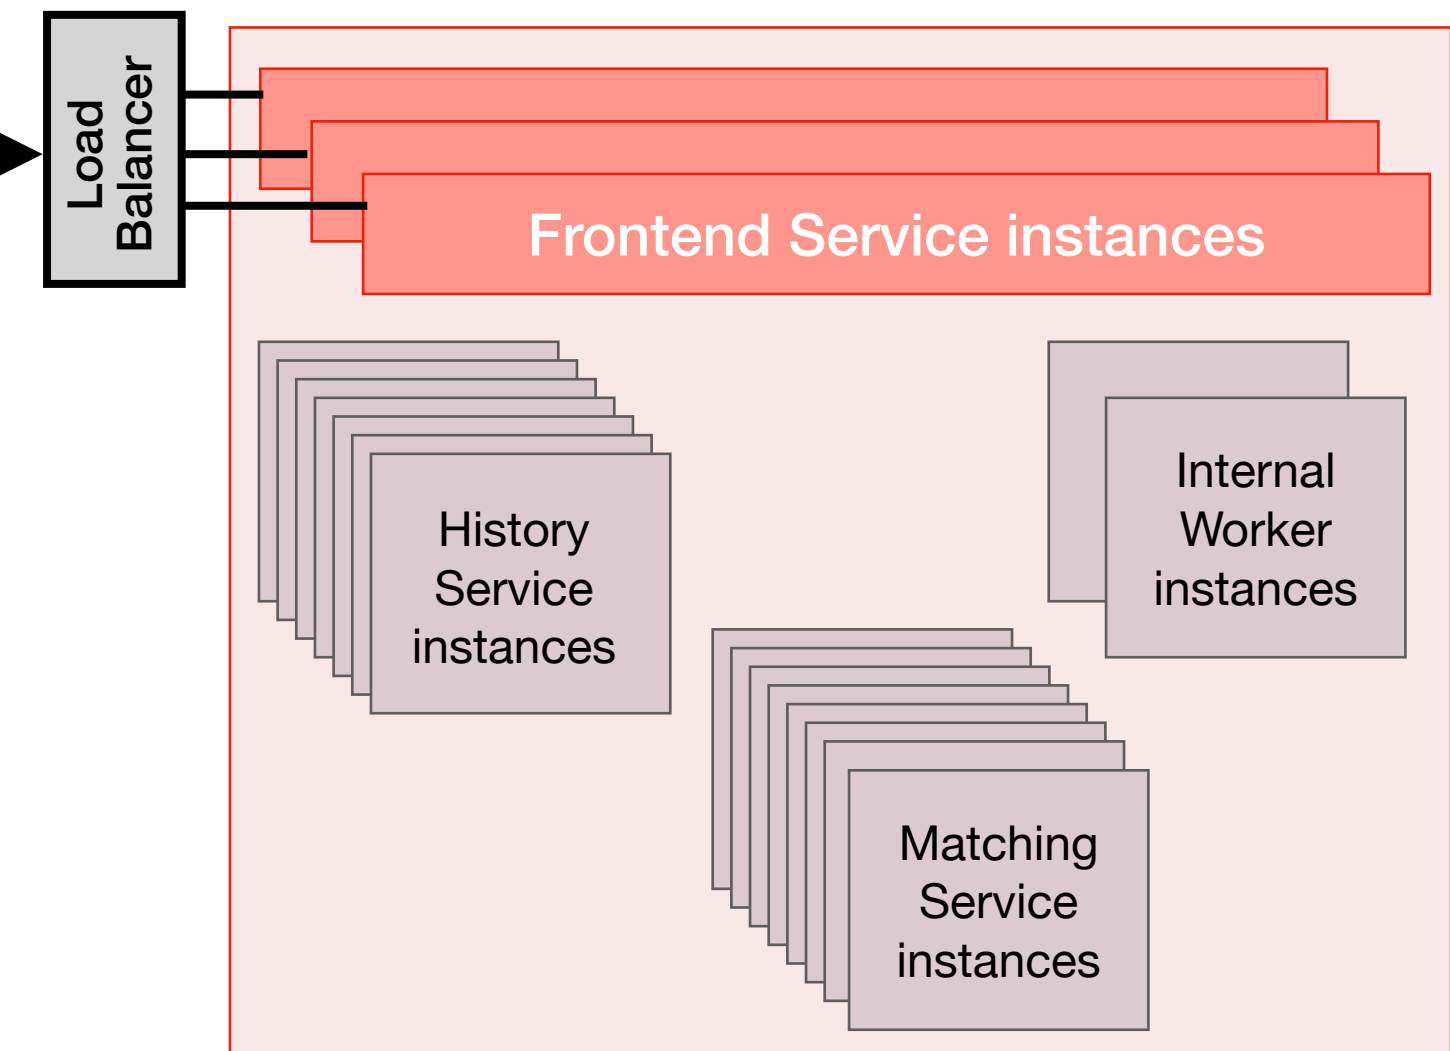 Load
Balancer
Frontend Service instances
History
Service
instances
Internal
Worker
instances
Matching
Service
instances